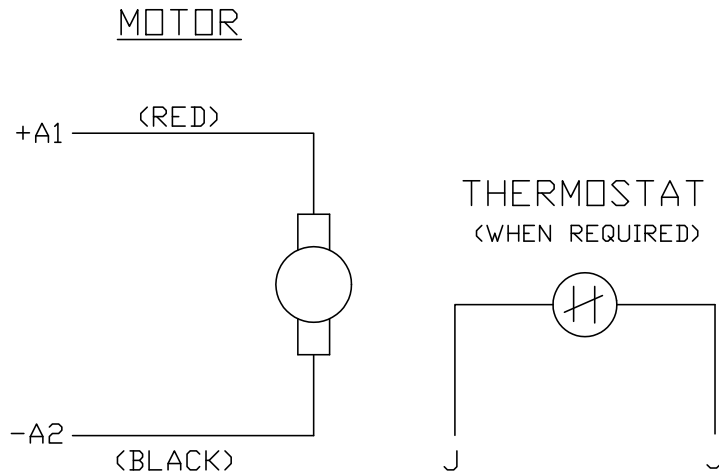 MOTOR
(RED)
+A1
THERMOSTAT
(WHEN REQUIRED)
-A2
(BLACK)
J
J